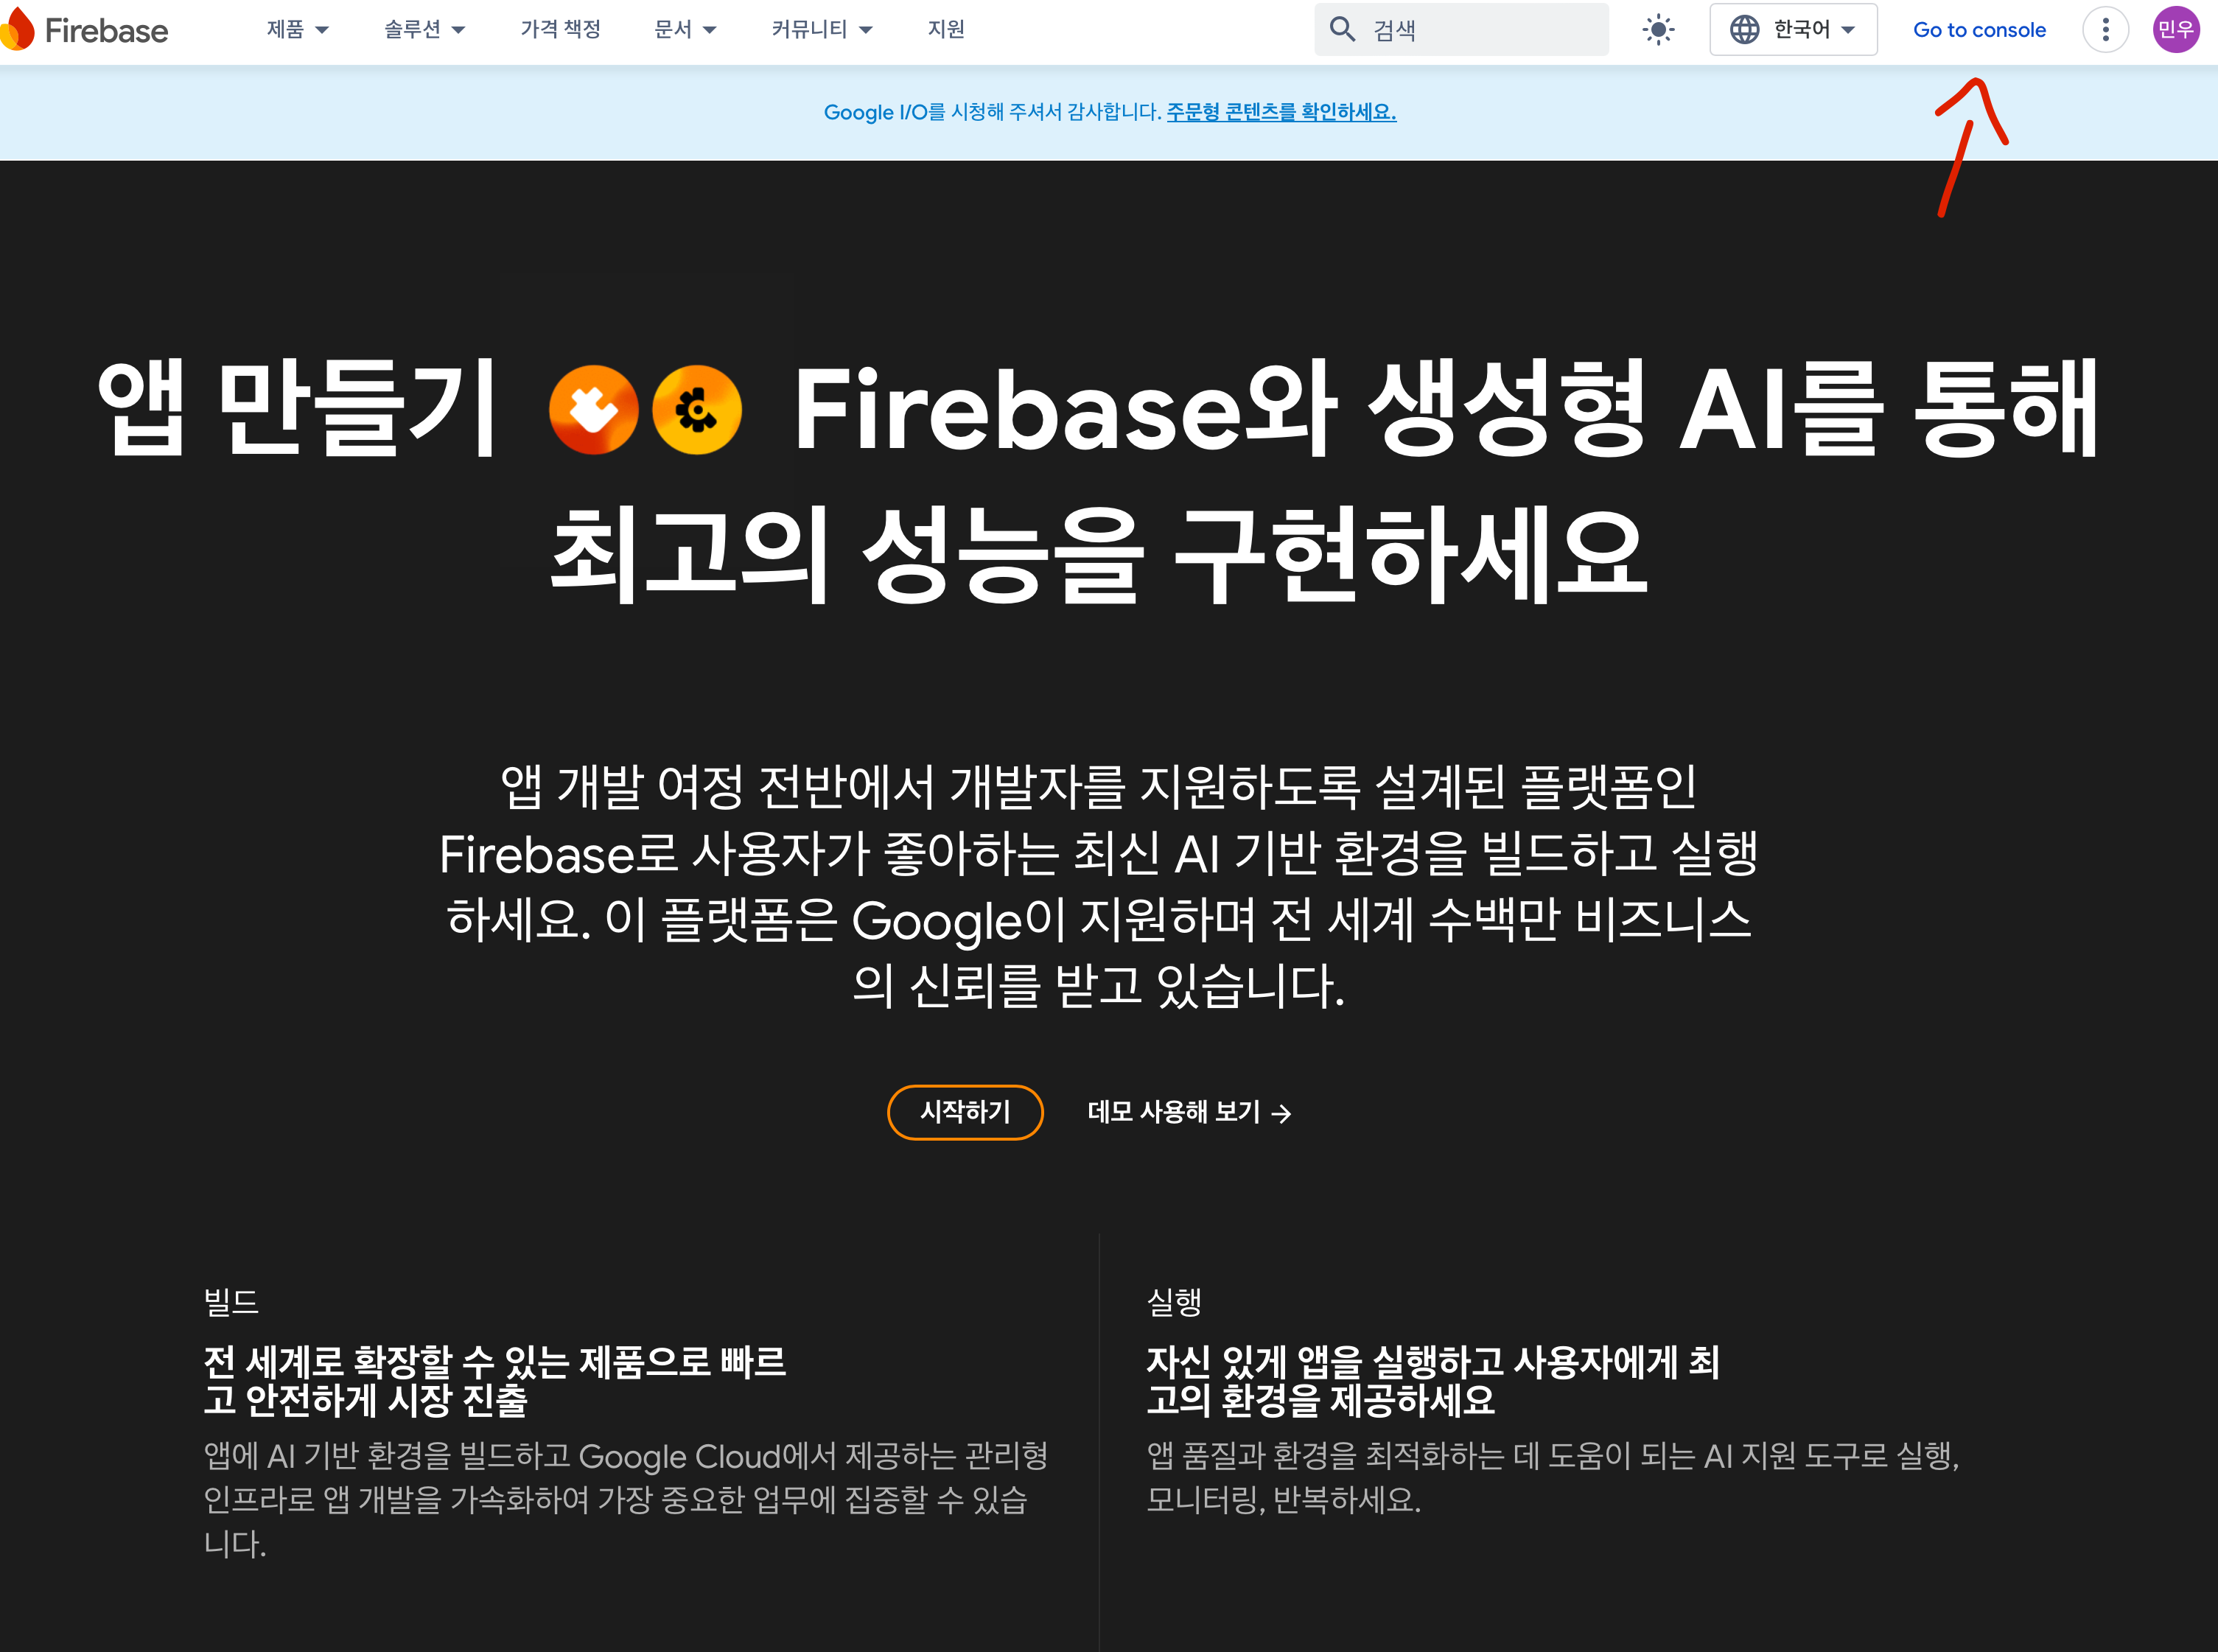 Firebase 제품 솔루션 가격 책정 문서 커뮤니티 지원 검색 한국어 Go to console 민우
Google I/O를 시청해 주셔서 감사합니다. 주문형 콘텐츠를 확인하세요.
앱 만들기 Firebase와 생성형 AI를 통해
최고의 성능을 구현하세요
앱 개발 여정 전반에서 개발자를 지원하도록 설계된 플랫폼인
Firebase로 사용자가 좋아하는 최신 AI 기반 환경을 빌드하고 실행
하세요. 이 플랫폼은 Google이 지원하며 전 세계 수백만 비즈니스
의 신뢰를 받고 있습니다.
시작하기 데모 사용해 보기
빌드
전 세계로 확장할 수 있는 제품으로 빠르
고 안전하게 시장 진출
앱에 AI 기반 환경을 빌드하고 Google Cloud에서 제공하는 관리형
인프라로 앱 개발을 가속화하여 가장 중요한 업무에 집중할 수 있습
니다.
실행
자신 있게 앱을 실행하고 사용자에게 최
고의 환경을 제공하세요
앱 품질과 환경을 최적화하는 데 도움이 되는 AI 지원 도구로 실행,
모니터링, 반복하세요.